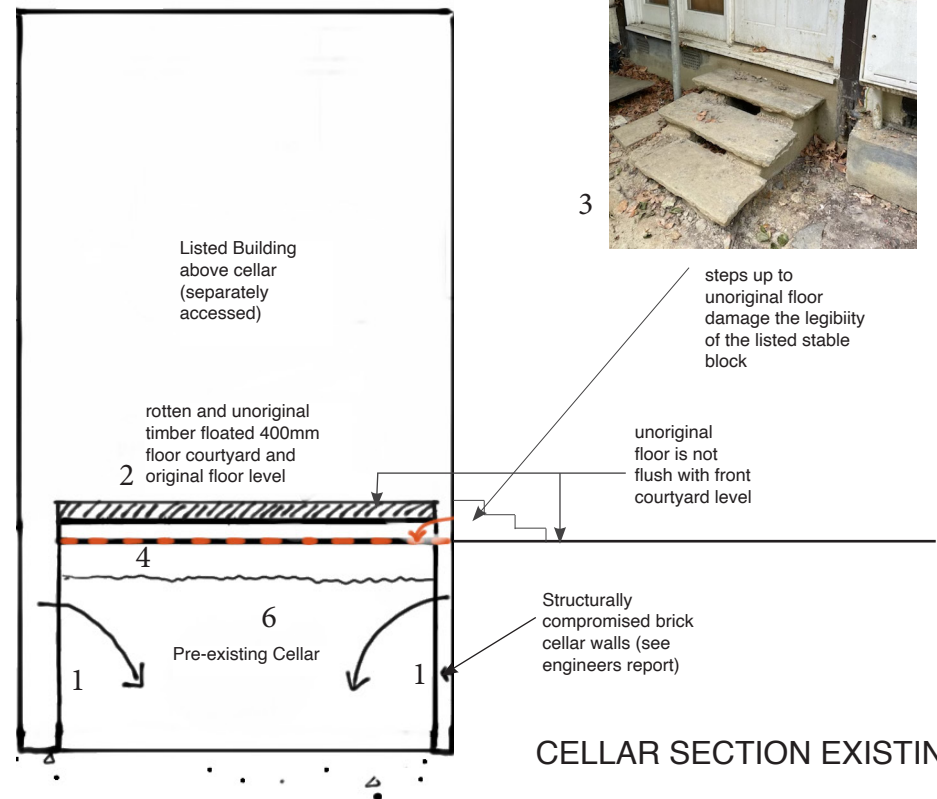 3
Listed Building
above cellar
(separately
accessed)
steps up to
unoriginal floor
damage the legibiity
of the listed stable
block
rotten and unoriginal
timber floated 400mm
floor courtyard and
2 original floor level
unoriginal
floor is not
flush with front
courtyard level
4
6
Pre-existing Cellar
1
1
Structurally
compromised brick
cellar walls (see
engineers report)
CELLAR SECTION EXISTIN